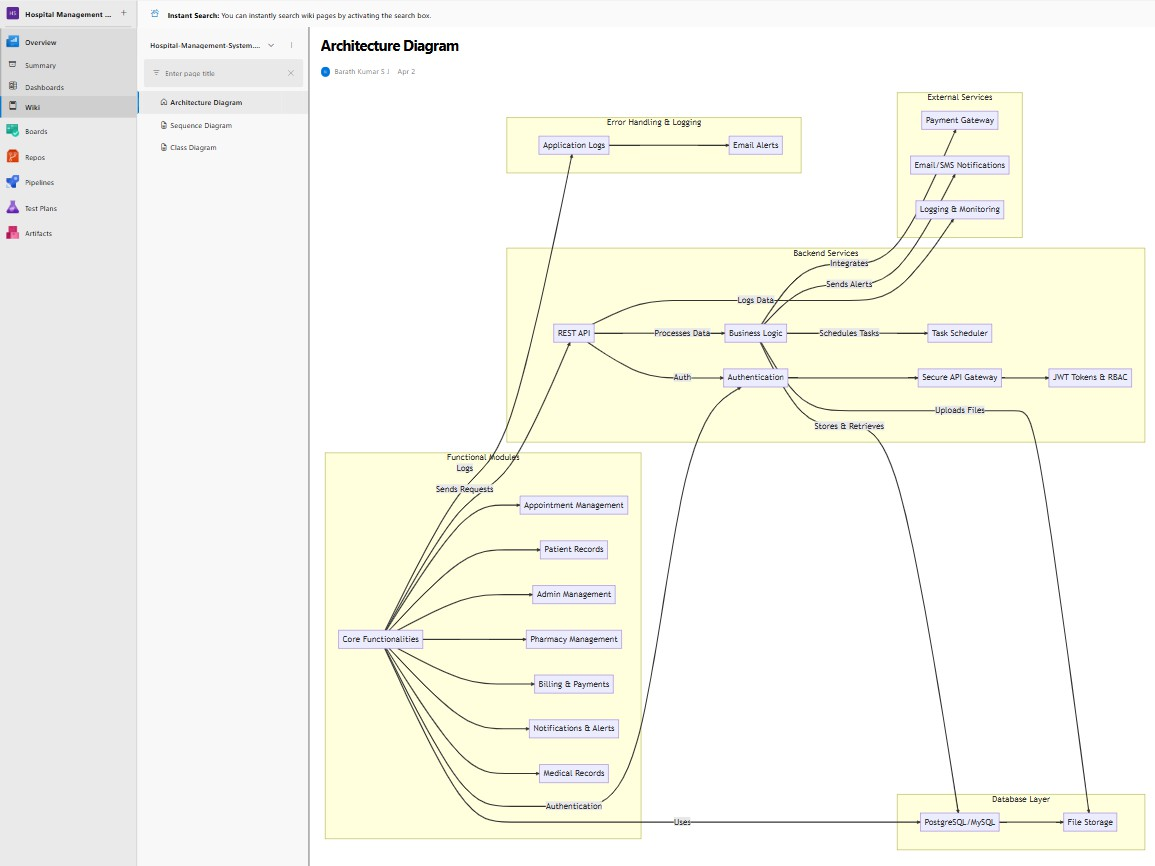 HS
Hospital Management ...
Instant Search: You can instantly search wiki pages by activating the search box.
Overview
Summary
Dashboards
Wiki
Boards
Repos
Pipelines
Test Plans
Artifacts
Hospital-Management-System....
Enter page title
Architecture Diagram
Sequence Diagram
Class Diagram
Architecture Diagram
Barath Kumar S J Apr 2
External Services
Payment Gateway
Email/SMS Notifications
Logging & Monitoring
Error Handling & Logging
Application Logs
Email Alerts
Backend Services
Integrates
Sends Alerts
Logs Data
REST API
Processes Data
Business Logic
Schedules Tasks
Task Scheduler
Auth
Authentication
Secure API Gateway
JWT Tokens & RBAC
Uploads Files
Stores & Retrieves
Functional Modules
Logs
Sends Requests
Appointment Management
Patient Records
Admin Management
Core Functionalities
Pharmacy Management
Billing & Payments
Notifications & Alerts
Medical Records
Authentication
Uses
Database Layer
PostgreSQL/MySQL
File Storage